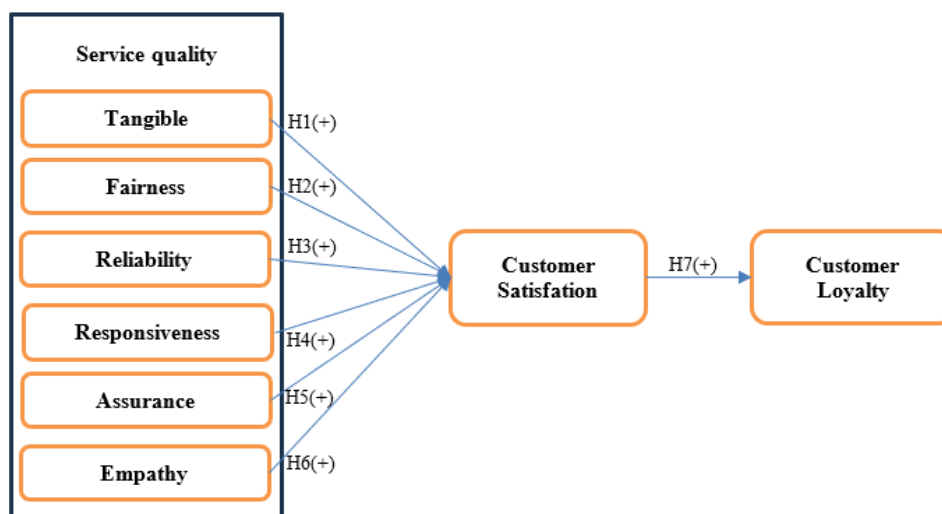 Service quality
Tangible
H1(+)
Fairness
H2(+)
Reliability
H3(+)
Responsiveness
H4(+)
Assurance
H5(+)
Empathy
H6(+)
Customer
Satisfation
H7(+)
Customer
Loyalty